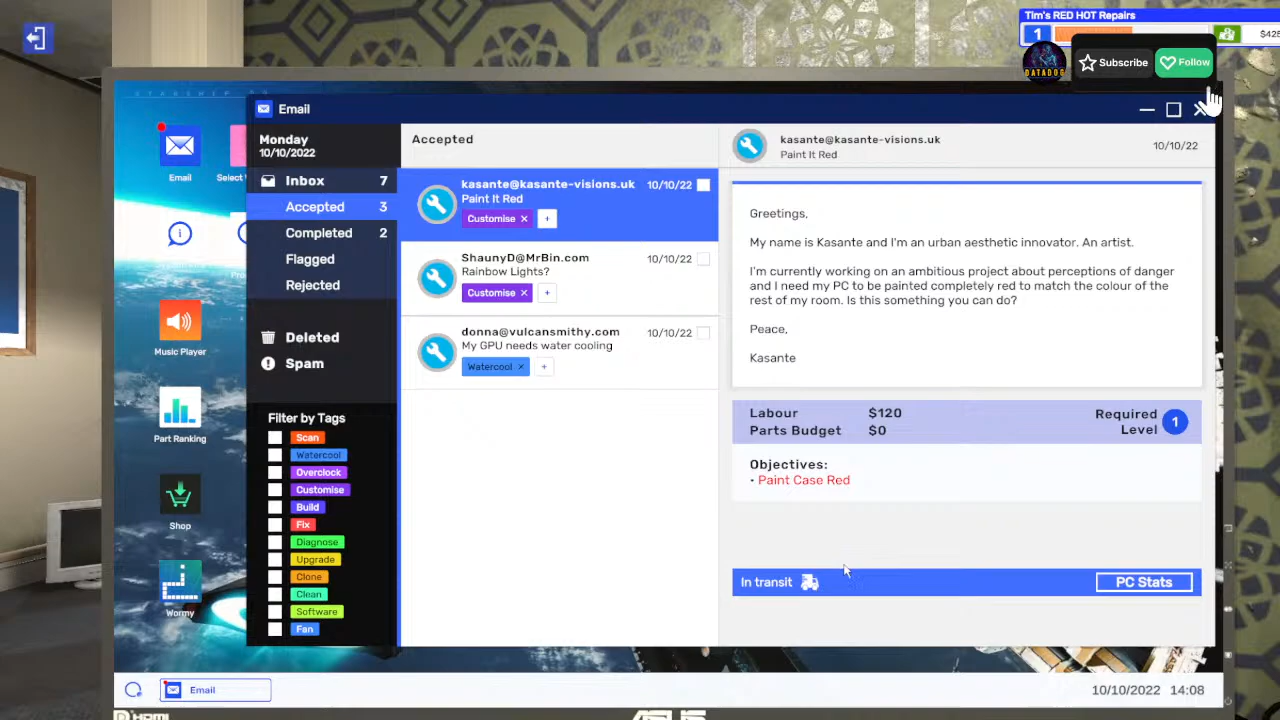 Tim's RED HOT Repairs
1
DATADOG
Subscribe
Follow
STARSHIP
Email
Monday
10/10/2022
Inbox 7
Accepted 3
Completed 2
Flagged
Rejected
Deleted
Spam
Filter by Tags
Scan
Watercool
Overclock
Customise
Build
Fix
Diagnose
Upgrade
Clone
Clean
Software
Fan
Email
Music Player
Part Ranking
Shop
Wormy
Accepted
kasante@kasante-visions.uk 10/10/22
Paint It Red
Customise × +
ShaunyD@MrBin.com 10/10/22
Rainbow Lights?
Customise × +
donna@vulcansmithy.com 10/10/22
My GPU needs water cooling
Watercool × +
kasante@kasante-visions.uk
Paint It Red
10/10/22
Greetings,
My name is Kasante and I'm an urban aesthetic innovator. An artist.
I'm currently working on an ambitious project about perceptions of danger
and I need my PC to be painted completely red to match the colour of the
rest of my room. Is this something you can do?
Peace,
Kasante
Labour $120
Parts Budget $0
Required
Level 1
Objectives:
• Paint Case Red
In transit
PC Stats
Email
10/10/2022 14:08
HDMI